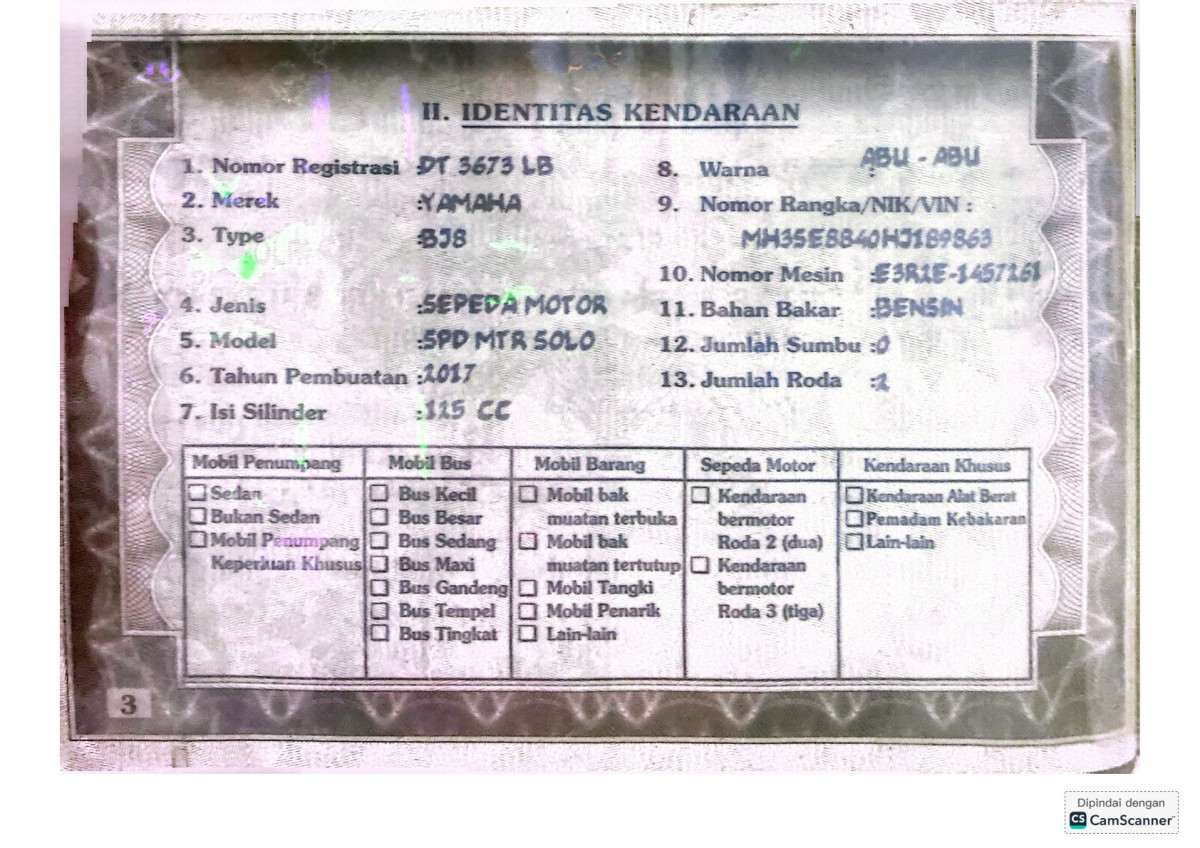 II. IDENTITAS KENDARAAN
1. Nomor Registrasi : DT 3673 LB
2. Merek : YAMAHA
3. Type : BJ8
4. Jenis : SEPEDA MOTOR
5. Model : SPD MTR SOLO
6. Tahun Pembuatan : 2017
7. Isi Silinder : 125 CC
8. Warna : ABU - ABU
9. Nomor Rangka/NIK/VIN :
MH35E8840HJ189863
10. Nomor Mesin : E3R2E-1457161
11. Bahan Bakar : BENSIN
12. Jumlah Sumbu : 0
13. Jumlah Roda : 2
Mobil Penumpang
☐ Sedan
☐ Bukan Sedan
☐ Mobil Penumpang
Keperluan Khusus
Mobil Bus
☐ Bus Kecil
☐ Bus Besar
☐ Bus Sedang
☐ Bus Maxi
☐ Bus Gandeng
☐ Bus Tempel
☐ Bus Tingkat
Mobil Barang
☐ Mobil bak
muatan terbuka
☐ Mobil bak
muatan tertutup
☐ Mobil Tangki
☐ Mobil Penarik
☐ Lain-lain
Sepeda Motor
☐ Kendaraan
bermotor
Roda 2 (dua)
☐ Kendaraan
bermotor
Roda 3 (tiga)
Kendaraan Khusus
☐ Kendaraan Alat Berat
☐ Pemadam Kebakaran
☐ Lain-lain
3
Dipindai dengan
CS CamScanner